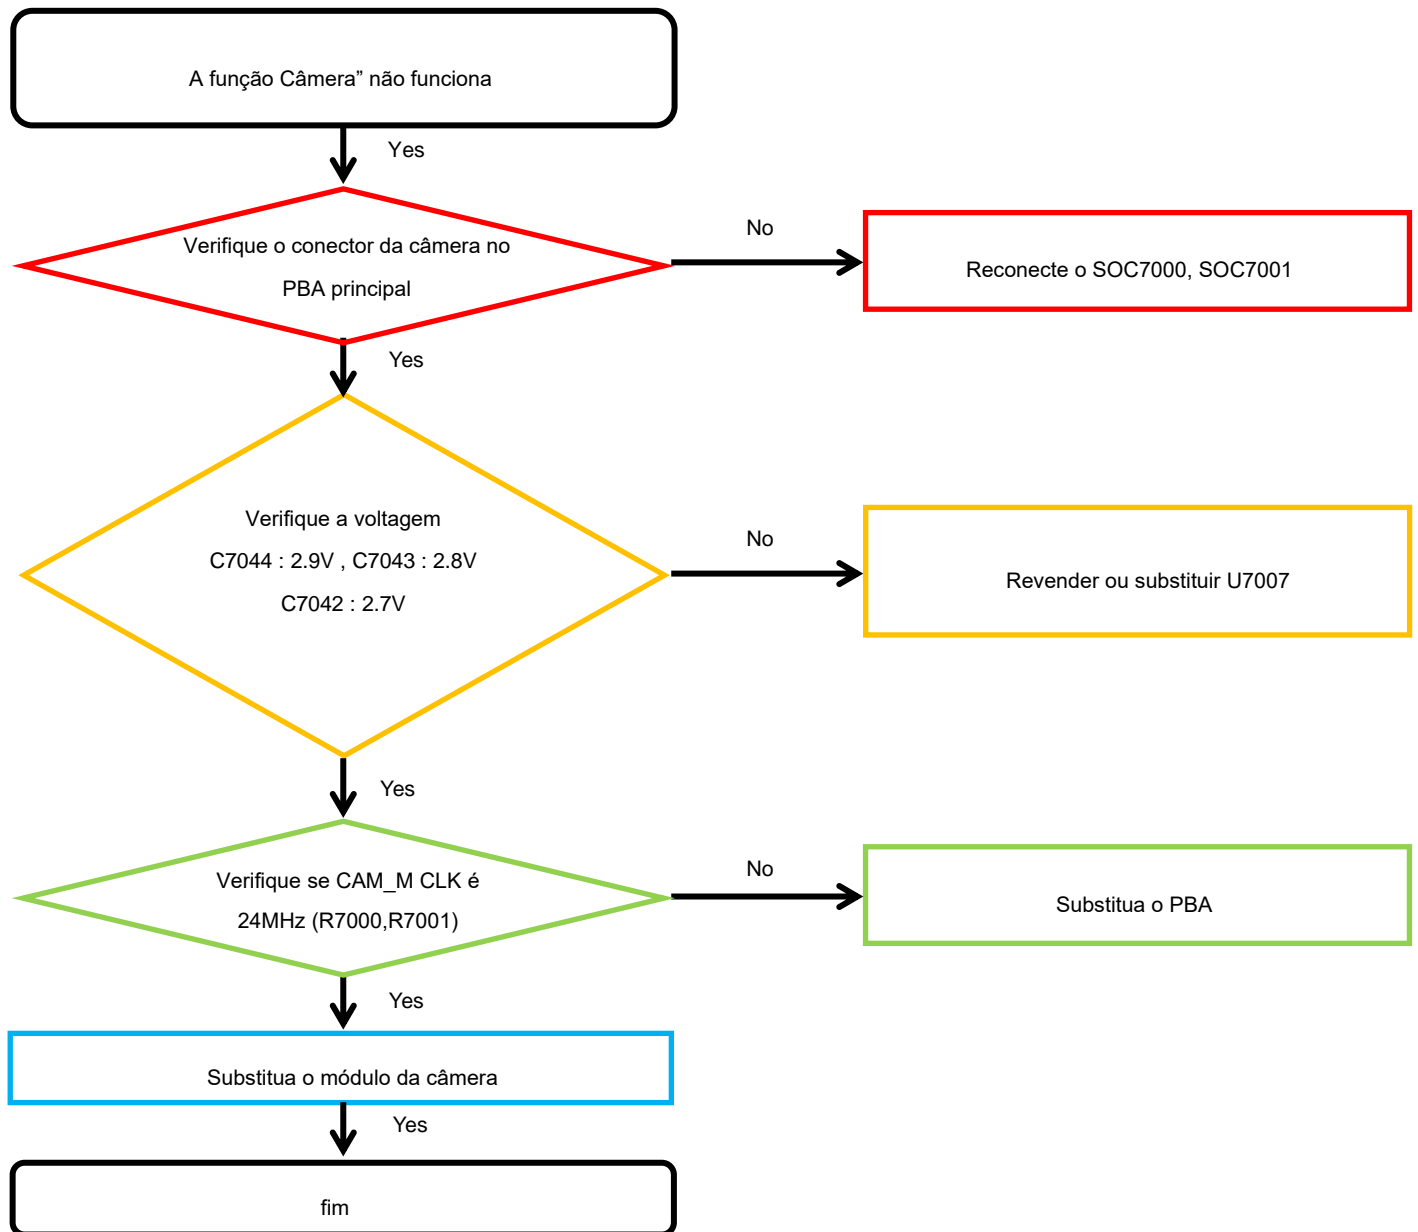 A função Câmera” não funciona
Yes
Verifique o conector da câmera no
PBA principal
No
Reconecte o SOC7000, SOC7001
Yes
Verifique a voltagem
C7044 : 2.9V , C7043 : 2.8V
C7042 : 2.7V
No
Revender ou substituir U7007
Yes
Verifique se CAM_M CLK é
24MHz (R7000,R7001)
No
Substitua o PBA
Yes
Substitua o módulo da câmera
Yes
fim